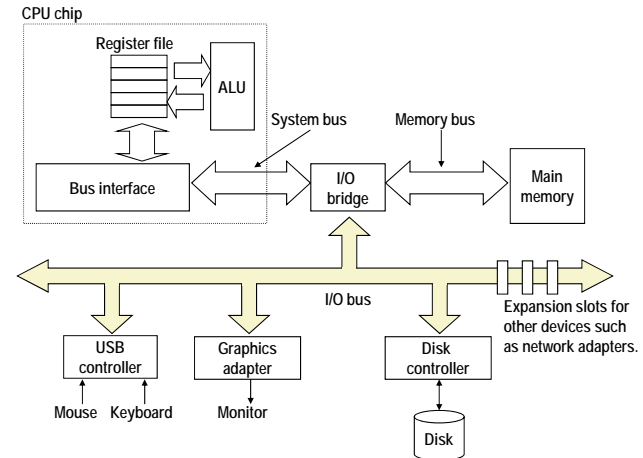 CPU chip
Register file
ALU
System bus
Memory bus
Bus interface
I/O
bridge
Main
memory
I/O bus
Expansion slots for
other devices such
as network adapters.
USB
controller
Graphics
adapter
Disk
controller
Mouse
Keyboard
Monitor
Disk